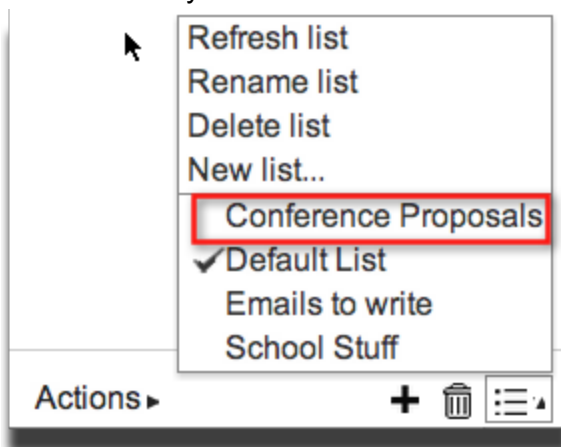 Refresh list
Rename list
Delete list
New list...
Conference Proposals
Default List
Emails to write
School Stuff
Actions